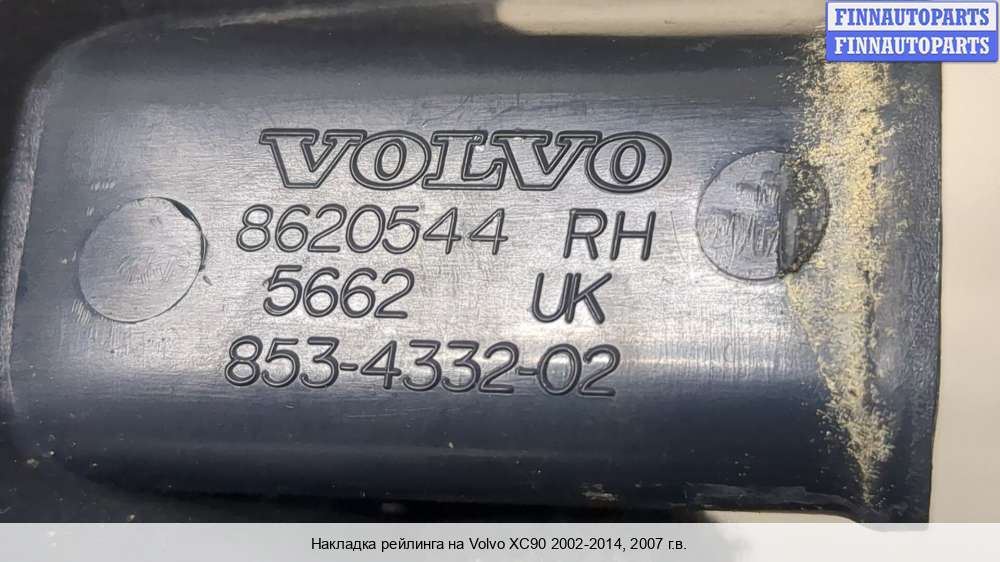 FINNAUTOPARTS
FINNAUTOPARTS
VOLVO
8620544 RH
5662 UK
853-4332-02
Накладка рейлинга на Volvo XC90 2002-2014, 2007 г.в.